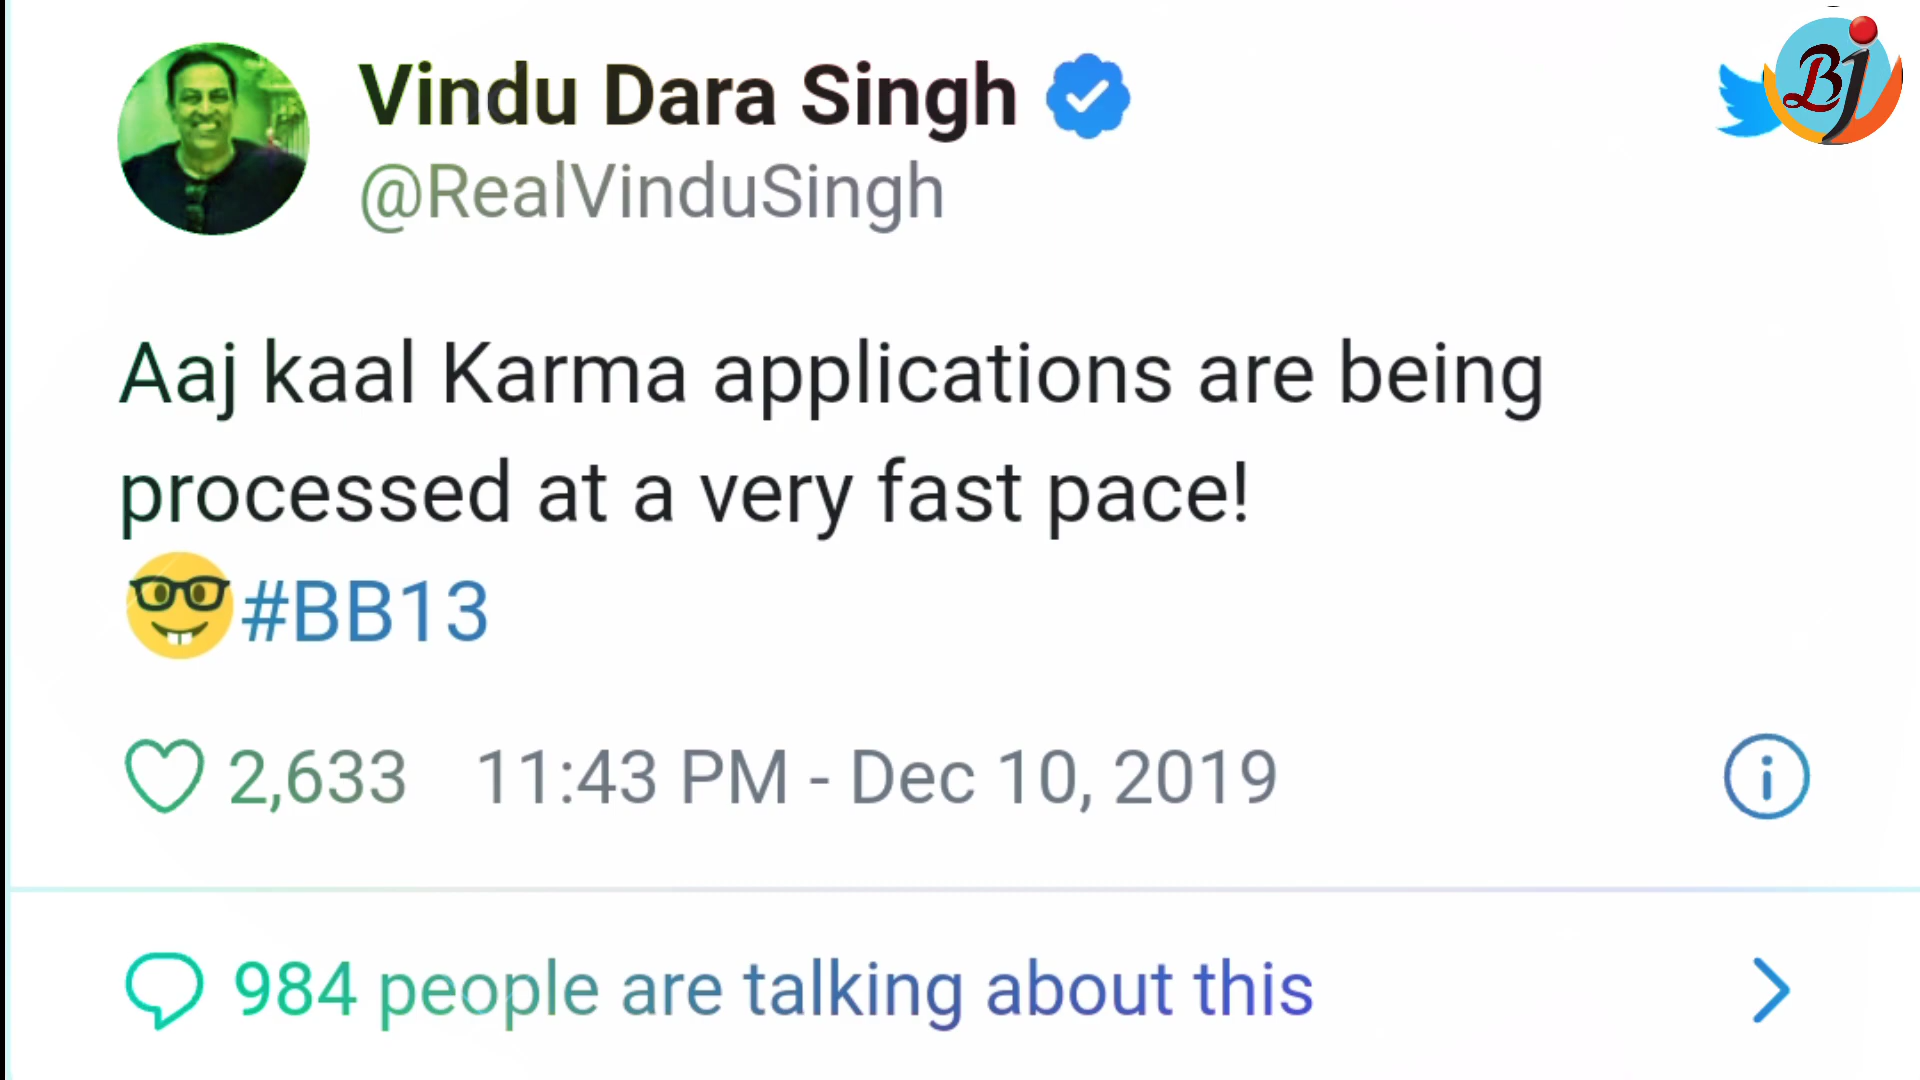 Vindu Dara Singh
@RealVinduSingh
Bj
Aaj kaal Karma applications are being
processed at a very fast pace!
🤓#BB13
2,633 11:43 PM - Dec 10, 2019
984 people are talking about this